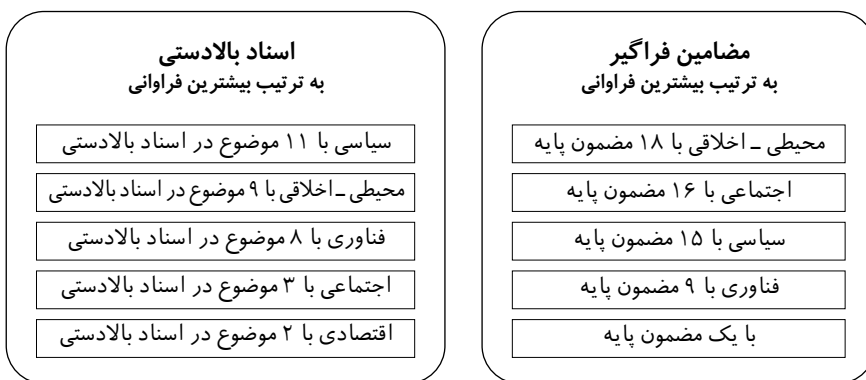 مضامین فراگیر
به ترتیب بیشترین فراوانی
محیطی ـ اخلاقی با ۱۸ مضمون پایه
اجتماعی با ۱۶ مضمون پایه
سیاسی با ۱۵ مضمون پایه
فناوری با ۹ مضمون پایه
با یک مضمون پایه
اسناد بالادستی
به ترتیب بیشترین فراوانی
سیاسی با ۱۱ موضوع در اسناد بالادستی
محیطی ـ اخلاقی با ۹ موضوع در اسناد بالادستی
فناوری با ۸ موضوع در اسناد بالادستی
اجتماعی با ۳ موضوع در اسناد بالادستی
اقتصادی با ۲ موضوع در اسناد بالادستی